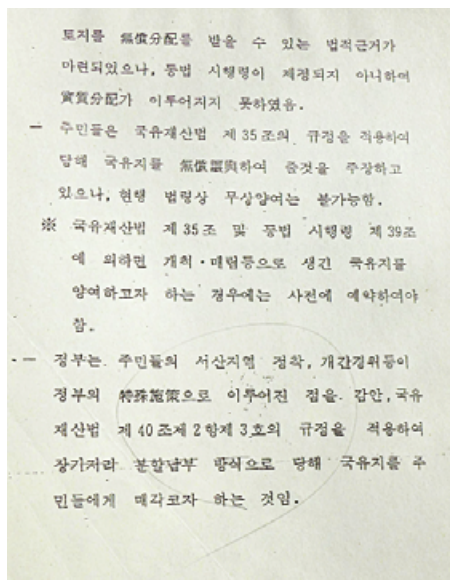 토지를 無償分配를 받을 수 있는 법적근거가
마련되었으나, 동법 시행령이 제정되지 아니하여
實質分配가 이루어지지 못하였음.
- 주민들은 국유재산법 제35조의 규정을 적용하여
당해 국유지를 無償讓與하여 줄것을 주장하고
있으나, 현행 법령상 무상양여는 불가능함.
※ 국유재산법 제35조 및 동법 시행령 제39조
에 의하면 개척·매립등으로 생긴 국유지를
양여하고자 하는 경우에는 사전에 예약하여야
함.
- 정부는 주민들의 서산지역 정착, 개간경위등이
정부의 特殊施策으로 이루어진 점을 감안, 국유
재산법 제40조제2항제3호의 규정을 적용하여
장기저리 분할납부 방식으로 당해 국유지를 주
민들에게 매각코자 하는 것임.